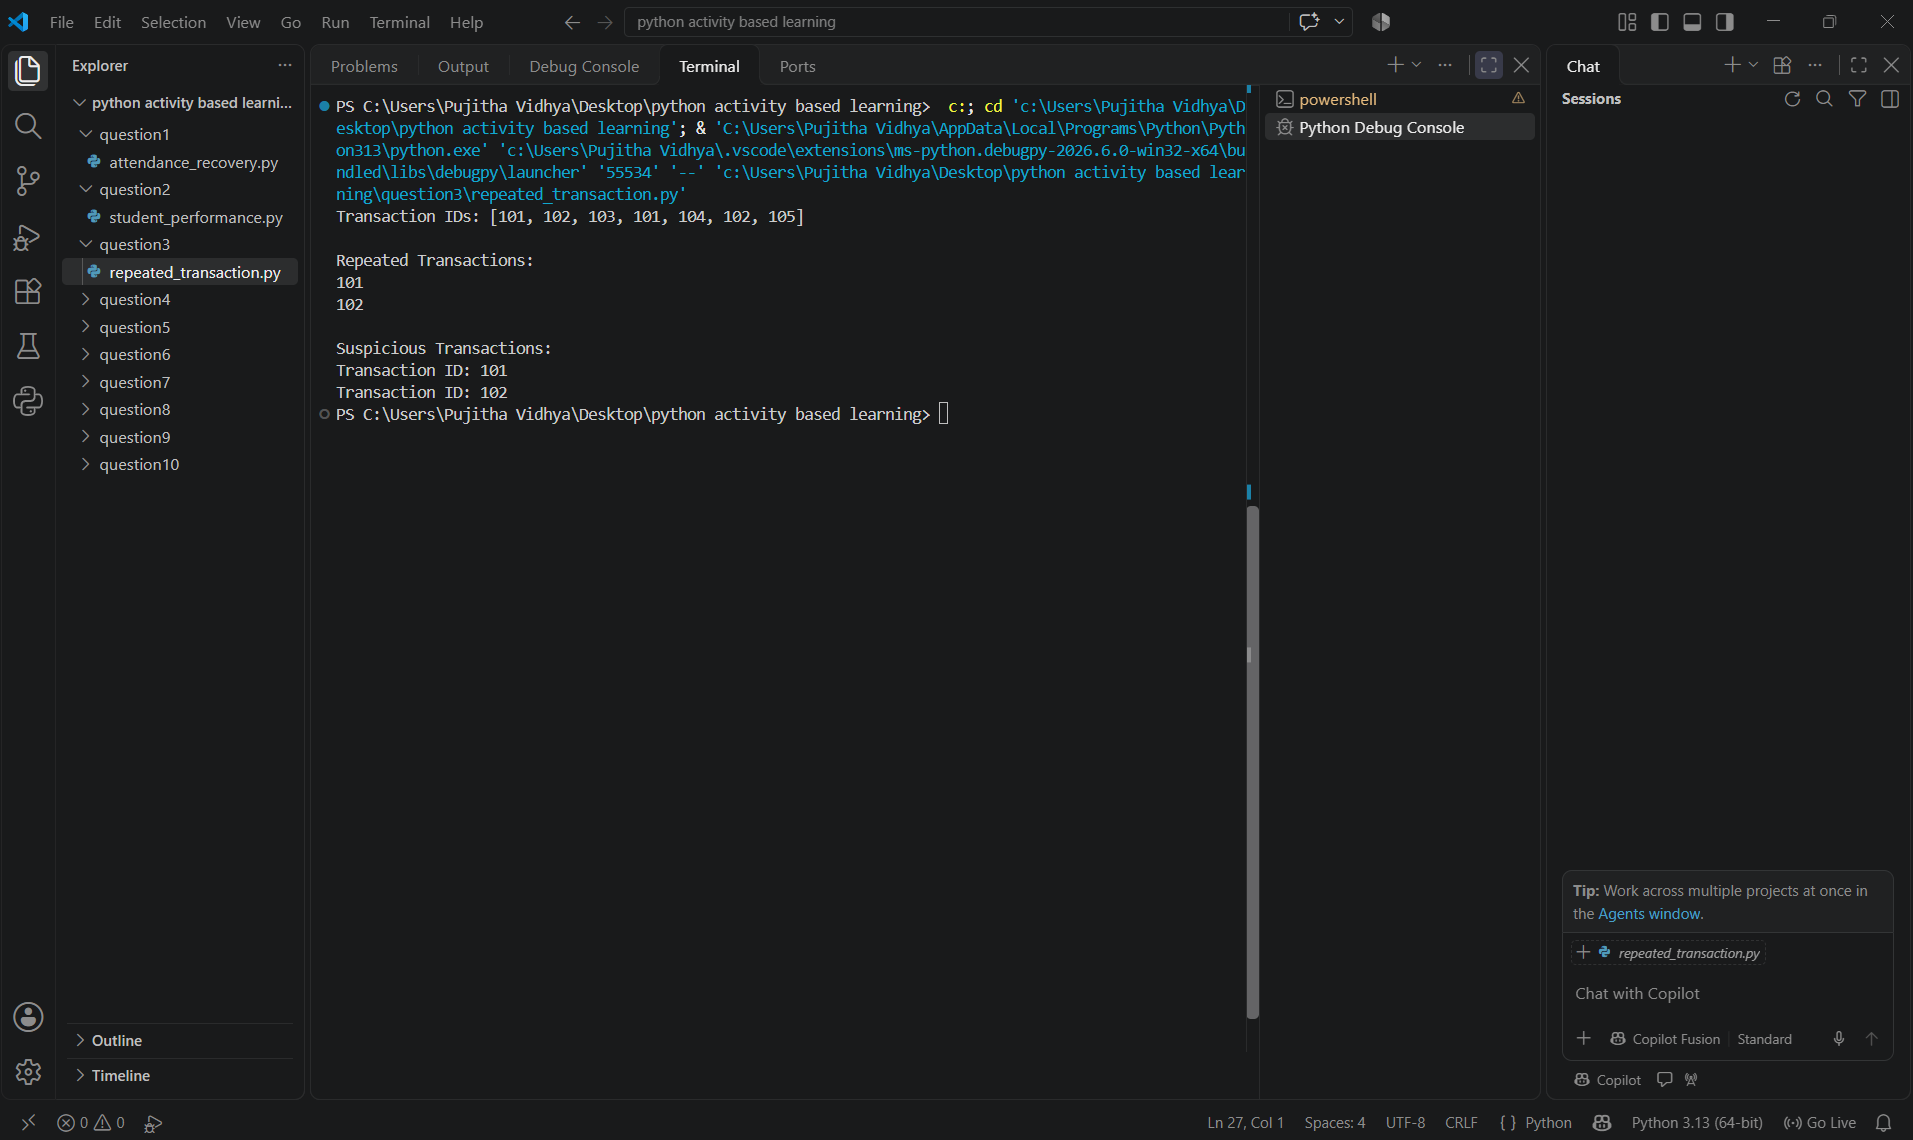 File Edit Selection View Go Run Terminal Help
python activity based learning
Explorer
python activity based learni...
question1
attendance_recovery.py
question2
student_performance.py
question3
repeated_transaction.py
question4
question5
question6
question7
question8
question9
question10
Outline
Timeline
Problems Output Debug Console Terminal Ports
PS C:\Users\Pujitha Vidhya\Desktop\python activity based learning>  c:; cd 'c:\Users\Pujitha Vidhya\D
esktop\python activity based learning'; & 'C:\Users\Pujitha Vidhya\AppData\Local\Programs\Python\Pyth
on313\python.exe' 'c:\Users\Pujitha Vidhya\.vscode\extensions\ms-python.debugpy-2026.6.0-win32-x64\bu
ndled\libs\debugpy\launcher' '55534' '--' 'c:\Users\Pujitha Vidhya\Desktop\python activity based lear
ning\question3\repeated_transaction.py'
Transaction IDs: [101, 102, 103, 101, 104, 102, 105]
Repeated Transactions:
101
102
Suspicious Transactions:
Transaction ID: 101
Transaction ID: 102
PS C:\Users\Pujitha Vidhya\Desktop\python activity based learning>
powershell
Python Debug Console
Chat
Sessions
Tip: Work across multiple projects at once in
the Agents window.
repeated_transaction.py
Chat with Copilot
Copilot Fusion Standard
Copilot
0 0
Ln 27, Col 1 Spaces: 4 UTF-8 CRLF { } Python Python 3.13 (64-bit) Go Live